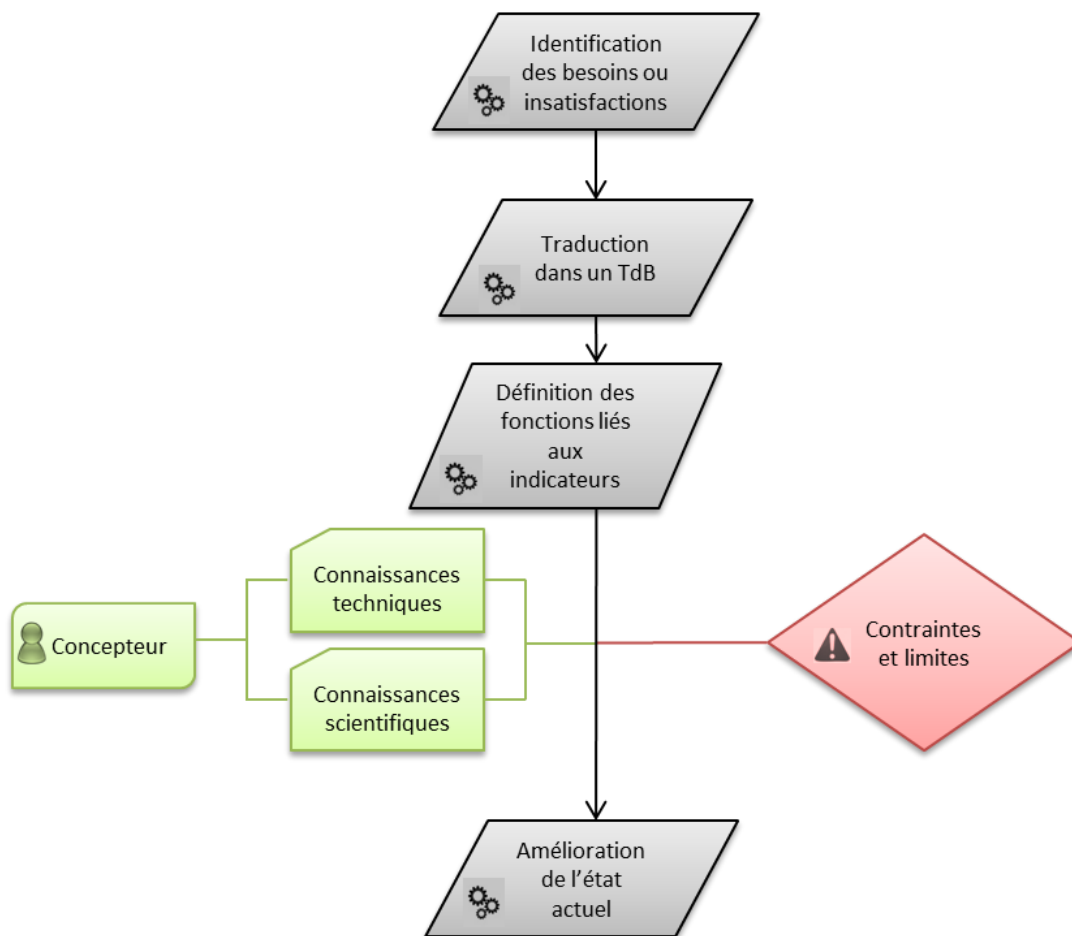 Identification
des besoins ou
insatisfactions
Traduction
dans un TdB
Définition des
fonctions liés
aux
indicateurs
Connaissances
techniques
Concepteur
Connaissances
scientifiques
Contraintes
et limites
Amélioration
de l'état
actuel